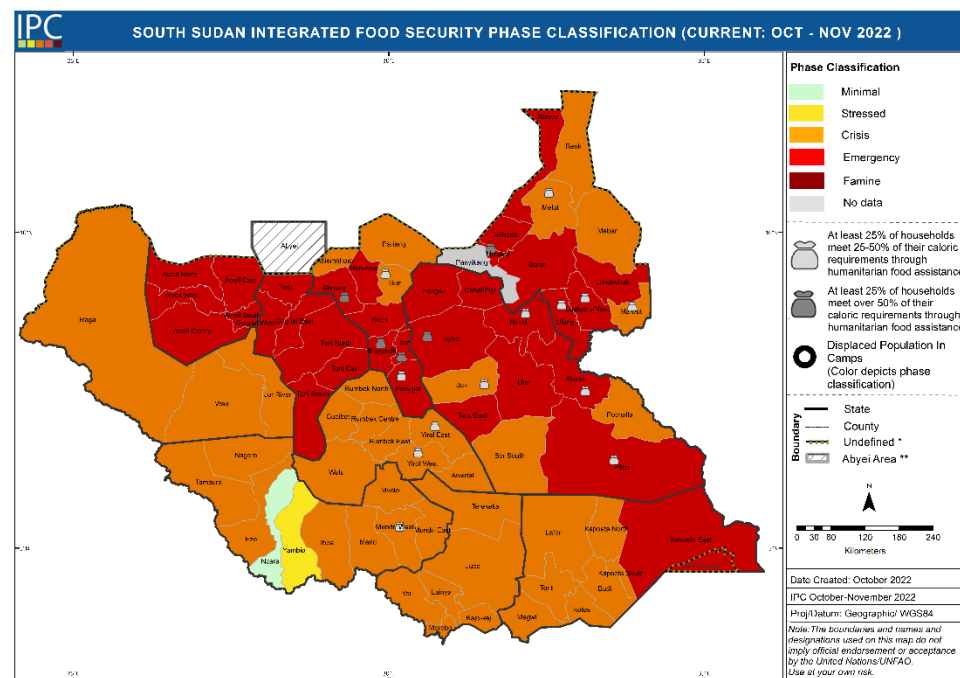 IPC
SOUTH SUDAN INTEGRATED FOOD SECURITY PHASE CLASSIFICATION (CURRENT: OCT - NOV 2022 )
Phase Classification
Minimal
Stressed
Crisis
Emergency
Famine
No data
At least 25% of households
meet 25-50% of their caloric
requirements through
humanitarian food assistance
At least 25% of households
meet over 50% of their
caloric requirements through
humanitarian food assistance
Displaced Population In
Camps
(Color depicts phase
classification)
Boundary
State
County
Undefined *
Abyei Area **
N
0 30 60 120 180 240
Kilometers
Date Created: October 2022
IPC October-November 2022
Proj/Datum: Geographic/ WGS84
Note: The boundaries and names and
designations used on this map do not
imply official endorsement or acceptance
by the United Nations/UNFAO.
Use at your own risk.
Manyo
Renk
Melut
Maban
Fashoda
Panyikang
Baliet
Abyei
Pariang
Mayom
Guit
Koch
Fangak
Longochuk
Maiwut
Ulang
Nyirol
Ayod
Aweil North
Aweil East
Aweil West
Aweil South
Aweil Centre
Twic
Gogrial West
Gogrial East
Tonj North
Tonj East
Tonj South
Mayendit
Panyijiar
Raga
Wau
Jur River
Rumbek North
Cueibet
Rumbek Centre
Rumbek East
Yirol East
Yirol West
Awerial
Wulu
Duk
Uror
Akobo
Twic East
Pochalla
Bor South
Pibor
Nagero
Tambura
Ezo
Nzara
Yambio
Ibba
Maridi
Mvolo
Mundri West
Mundri East
Terekeka
Juba
Yei
Lainya
Morobo
Kajo-keji
Lafon
Torit
Magwi
Ikotos
Budi
Kapoeta North
Kapoeta South
Kapoeta East